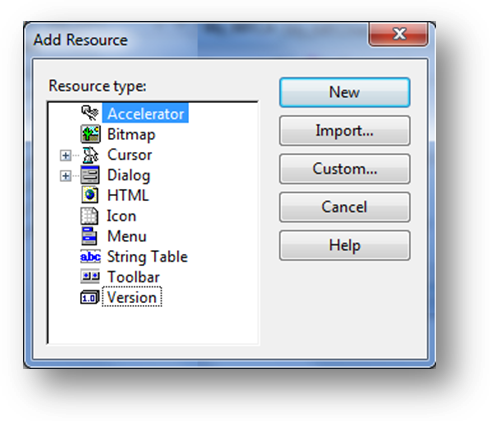 Add Resource
Resource type:
Accelerator
Bitmap
Cursor
Dialog
HTML
Icon
Menu
abc String Table
Toolbar
1.0 Version
New
Import...
Custom...
Cancel
Help